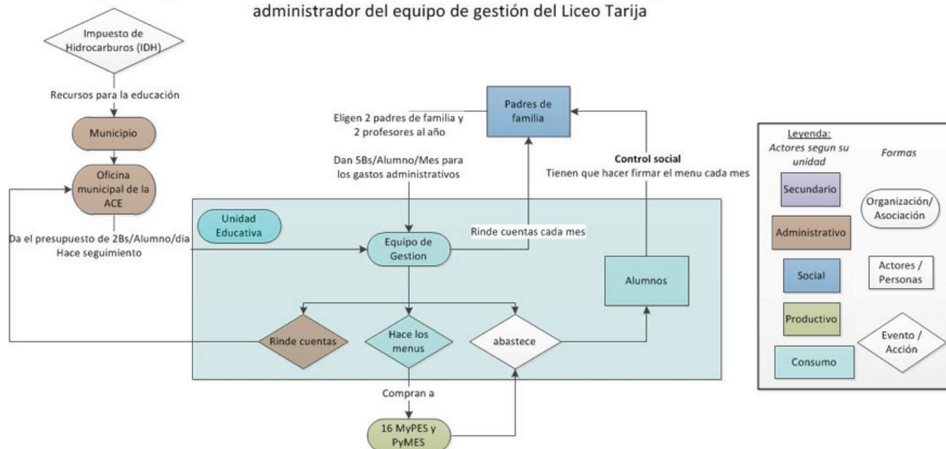 administrador del equipo de gestión del Liceo Tarija
Impuesto de
Hidrocarburos (IDH)
Recursos para la educación
Municipio
Oficina
municipal de la
ACE
Da el presupuesto de 2Bs/Alumno/dia
Hace seguimiento
Eligen 2 padres de familia y
2 profesores al año
Dan 5Bs/Alumno/Mes para
los gastos administrativos
Padres de
familia
Control social
Tienen que hacer firmar el menu cada mes
Unidad
Educativa
Equipo de
Gestion
Rinde cuentas cada mes
Alumnos
Rinde cuentas
Hace los
menus
abastece
Compran a
16 MyPES y
PyMES
Leyenda:
Actores segun su
unidad
Formas
Secundario
Administrativo
Social
Productivo
Consumo
Organización/
Asociación
Actores /
Personas
Evento /
Acción